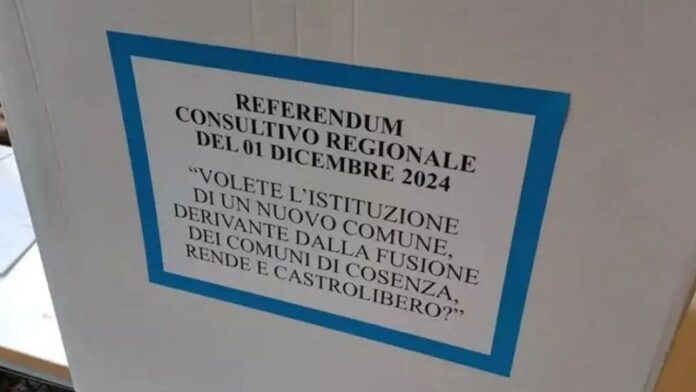 REFERENDUM
CONSULTIVO REGIONALE
DEL 01 DICEMBRE 2024
“VOLETE L’ISTITUZIONE
DI UN NUOVO COMUNE,
DERIVANTE DALLA FUSIONE
DEI COMUNI DI COSENZA,
RENDE E CASTROLIBERO?”